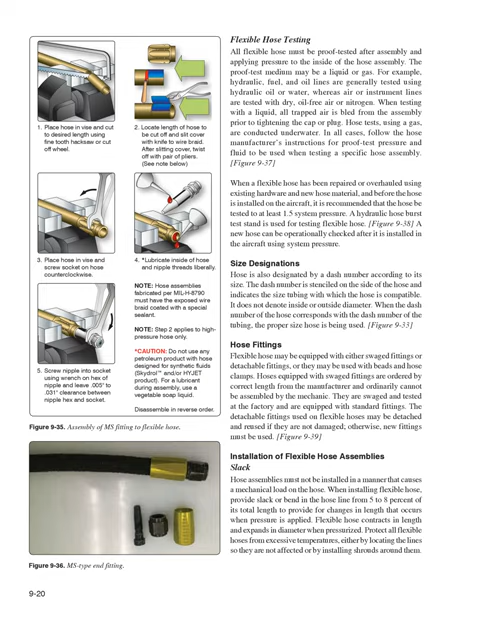 1. Place hose in vise and cut
to desired length using
fine tooth hacksaw or cut
off wheel.
2. Locate length of hose to
be cut off and slit cover
with knife to wire braid.
After slitting cover, twist
off with pair of pliers.
(See note below)
3. Place hose in vise and
screw socket on hose
counterclockwise.
4. *Lubricate inside of hose
and nipple threads liberally.
NOTE: Hose assemblies
fabricated per MIL-H-8790
must have the exposed wire
braid coated with a special
sealant.
NOTE: Step 2 applies to high-
pressure hose only.
*CAUTION: Do not use any
petroleum product with hose
designed for synthetic fluids
(Skydrol™ and/or HYJET
product). For a lubricant
during assembly, use a
vegetable soap liquid.
Disassemble in reverse order.
5. Screw nipple into socket
using wrench on hex of
nipple and leave .005" to
.031" clearance between
nipple hex and socket.
Figure 9-35. Assembly of MS fitting to flexible hose.
Figure 9-36. MS-type end fitting.
Flexible Hose Testing
All flexible hose must be proof-tested after assembly and
applying pressure to the inside of the hose assembly. The
proof-test medium may be a liquid or gas. For example,
hydraulic, fuel, and oil lines are generally tested using
hydraulic oil or water, whereas air or instrument lines
are tested with dry, oil-free air or nitrogen. When testing
with a liquid, all trapped air is bled from the assembly
prior to tightening the cap or plug. Hose tests, using a gas,
are conducted underwater. In all cases, follow the hose
manufacturer's instructions for proof-test pressure and
fluid to be used when testing a specific hose assembly.
[Figure 9-37]
When a flexible hose has been repaired or overhauled using
existing hardware and new hose material, and before the hose
is installed on the aircraft, it is recommended that the hose be
tested to at least 1.5 system pressure. A hydraulic hose burst
test stand is used for testing flexible hose. [Figure 9-38] A
new hose can be operationally checked after it is installed in
the aircraft using system pressure.
Size Designations
Hose is also designated by a dash number according to its
size. The dash number is stenciled on the side of the hose and
indicates the size tubing with which the hose is compatible.
It does not denote inside or outside diameter. When the dash
number of the hose corresponds with the dash number of the
tubing, the proper size hose is being used. [Figure 9-33]
Hose Fittings
Flexible hose may be equipped with either swaged fittings or
detachable fittings, or they may be used with beads and hose
clamps. Hoses equipped with swaged fittings are ordered by
correct length from the manufacturer and ordinarily cannot
be assembled by the mechanic. They are swaged and tested
at the factory and are equipped with standard fittings. The
detachable fittings used on flexible hoses may be detached
and reused if they are not damaged; otherwise, new fittings
must be used. [Figure 9-39]
Installation of Flexible Hose Assemblies
Slack
Hose assemblies must not be installed in a manner that causes
a mechanical load on the hose. When installing flexible hose,
provide slack or bend in the hose line from 5 to 8 percent of
its total length to provide for changes in length that occurs
when pressure is applied. Flexible hose contracts in length
and expands in diameter when pressurized. Protect all flexible
hoses from excessive temperatures, either by locating the lines
so they are not affected or by installing shrouds around them.
9-20